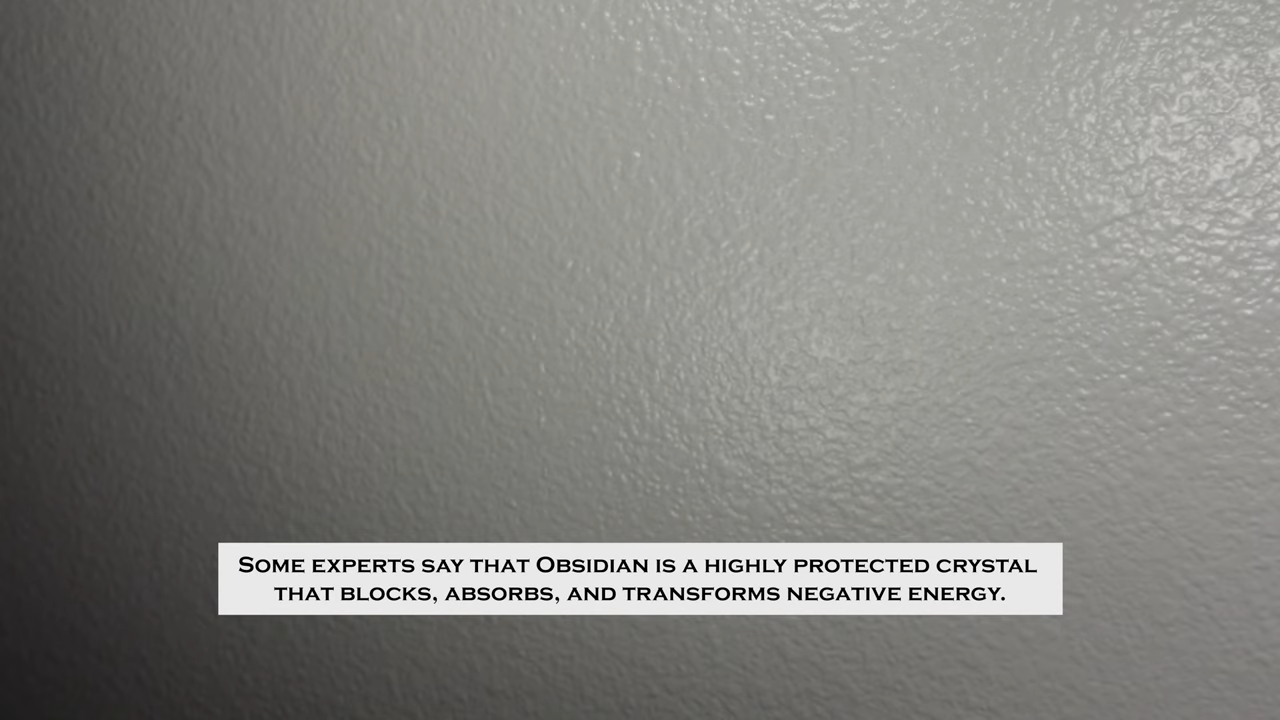 Some experts say that Obsidian is a highly protected crystal
that blocks, absorbs, and transforms negative energy.